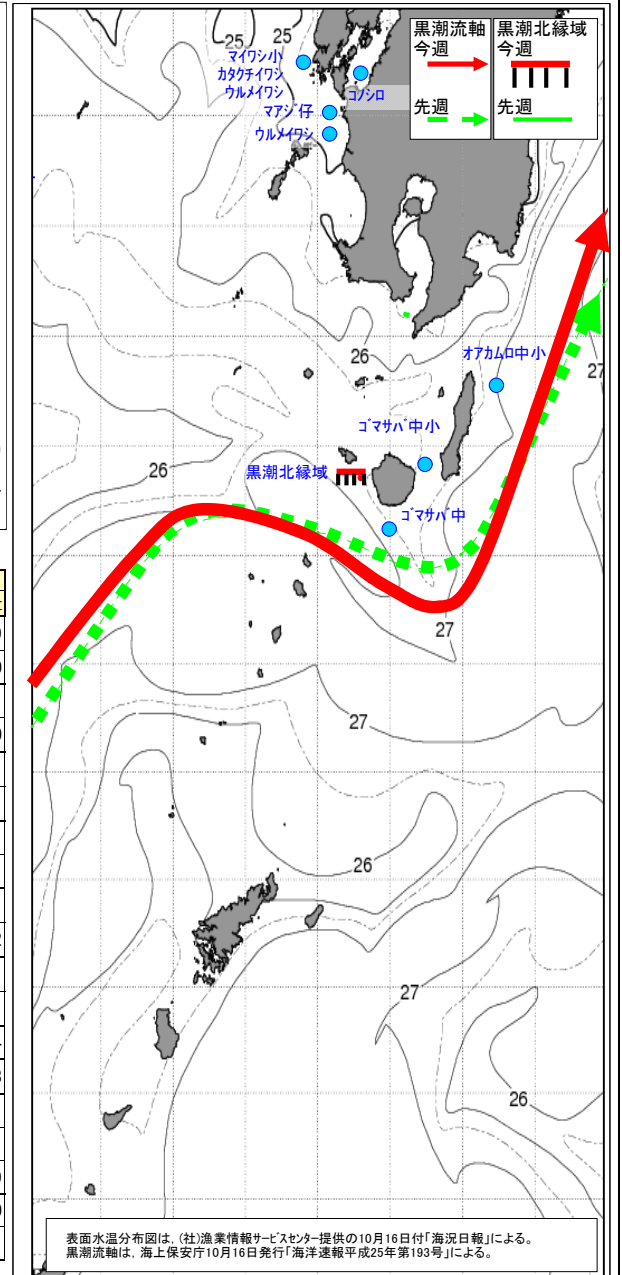 黒潮流軸
今週
先週
黒潮北縁域
今週
先週
25
25
マイワシ小
カタクチイワシ
ウルメイワシ
コノシロ
マアジ仔
ウルメイワシ
26
オアカムロ中小
27
ゴマサバ中小
26
黒潮北縁域
ゴマサバ中
27
27
26
27
26
表面水温分布図は，(社)漁業情報サービスセンター提供の10月16日付「海況日報」による。
黒潮流軸は，海上保安庁10月16日発行「海洋速報平成25年第193号」による。